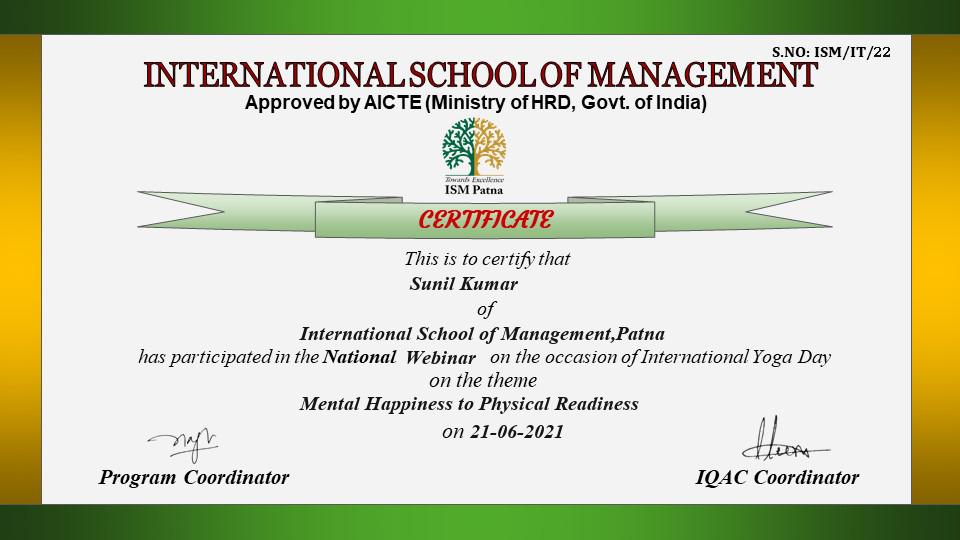 S.NO: ISM/IT/22
INTERNATIONAL SCHOOL OF MANAGEMENT
Approved by AICTE (Ministry of HRD, Govt. of India)
Towards Excellence
ISM Patna
CERTIFICATE
This is to certify that
Sunil Kumar
of
International School of Management,Patna
has participated in the National Webinar on the occasion of International Yoga Day
on the theme
Mental Happiness to Physical Readiness
on 21-06-2021
Program Coordinator IQAC Coordinator